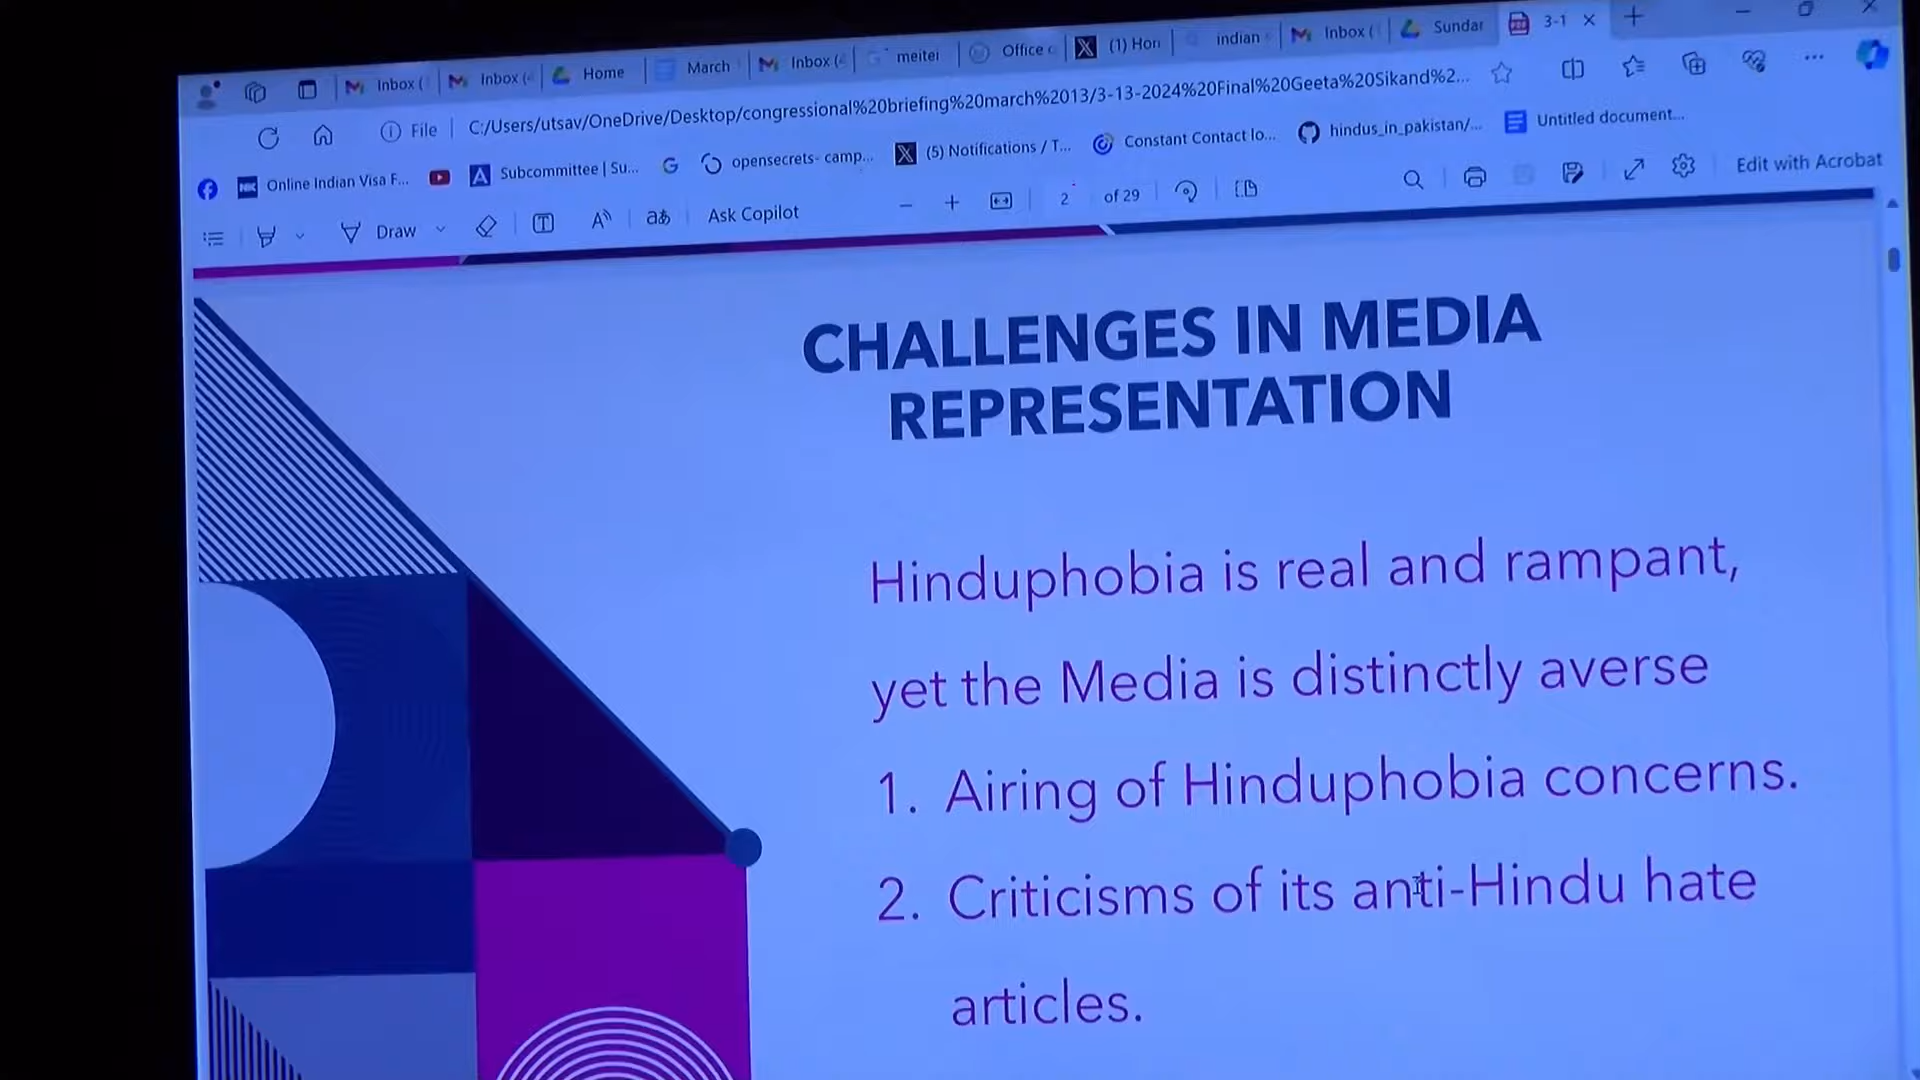 Inbox (
Inbox (
Home
March
Inbox (
meitei
Office
(1) Hon
indian
Inbox (
Sundar
3-1
File
C:/Users/utsav/OneDrive/Desktop/congressional%20briefing%20march%2013/3-13-2024%20Final%20Geeta%20Sikand%2...
Online Indian Visa F...
Subcommittee | Su...
opensecrets- camp...
(5) Notifications / T...
Constant Contact lo...
hindus_in_pakistan/...
Untitled document...
Draw
Ask Copilot
2 of 29
Edit with Acrobat
CHALLENGES IN MEDIA
REPRESENTATION
Hinduphobia is real and rampant,
yet the Media is distinctly averse
1. Airing of Hinduphobia concerns.
2. Criticisms of its anti-Hindu hate
articles.